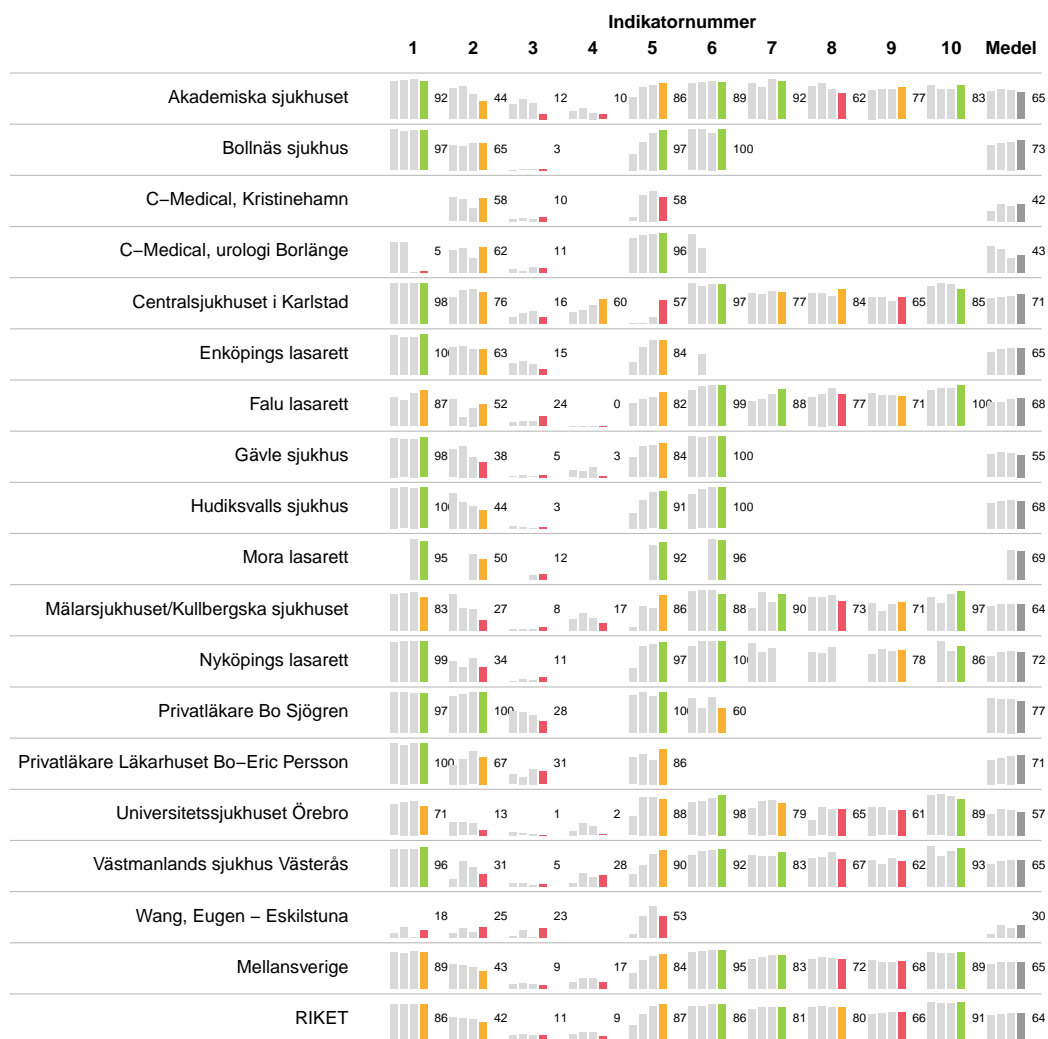 Indikatornummer
1 2 3 4 5 6 7 8 9 10 Medel
Akademiska sjukhuset 92 44 12 10 86 89 92 62 77 83 65
Bollnäs sjukhus 97 65 3 97 100 73
C−Medical, Kristinehamn 58 10 58 42
C−Medical, urologi Borlänge 5 62 11 96 43
Centralsjukhuset i Karlstad 98 76 16 60 57 97 77 84 65 85 71
Enköpings lasarett 100 63 15 84 65
Falu lasarett 87 52 24 0 82 99 88 77 71 100 68
Gävle sjukhus 98 38 5 3 84 100 55
Hudiksvalls sjukhus 100 44 3 91 100 68
Mora lasarett 95 50 12 92 96 69
Mälarsjukhuset/Kullbergska sjukhuset 83 27 8 17 86 88 90 73 71 97 64
Nyköpings lasarett 99 34 11 97 100 78 86 72
Privatläkare Bo Sjögren 97 100 28 100 60 77
Privatläkare Läkarhuset Bo−Eric Persson 100 67 31 86 71
Universitetssjukhuset Örebro 71 13 1 2 88 98 79 65 61 89 57
Västmanlands sjukhus Västerås 96 31 5 28 90 92 83 67 62 93 65
Wang, Eugen − Eskilstuna 18 25 23 53 30
Mellansverige 89 43 9 17 84 95 83 72 68 89 65
RIKET 86 42 11 9 87 86 81 80 66 91 64